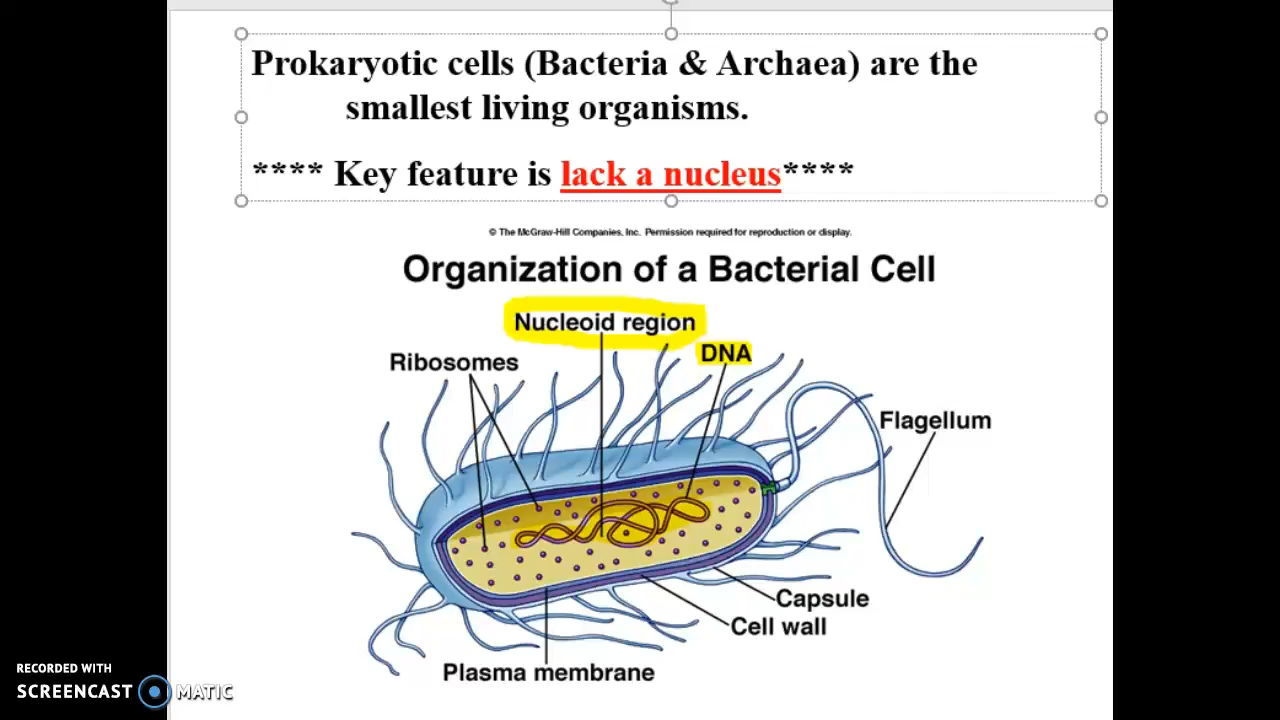 Prokaryotic cells (Bacteria & Archaea) are the
smallest living organisms.
**** Key feature is lack a nucleus****
© The McGraw-Hill Companies, Inc. Permission required for reproduction or display.
Organization of a Bacterial Cell
Nucleoid region
DNA
Ribosomes
Flagellum
Capsule
Cell wall
Plasma membrane
RECORDED WITH
SCREENCAST MATIC